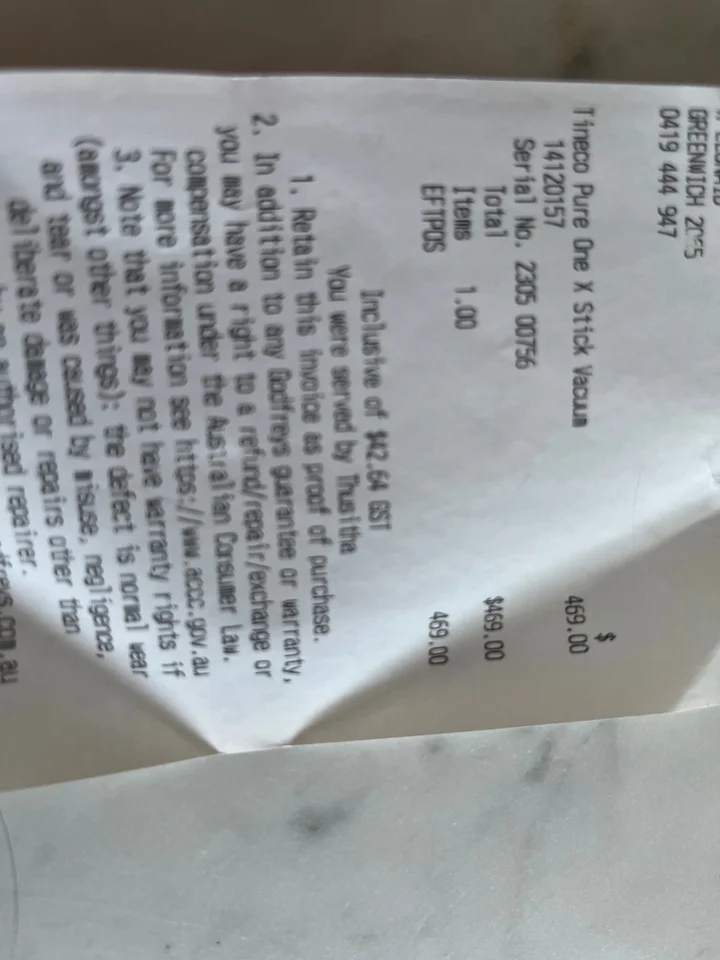 GREENWICH 2065
0419 444 947
$
Tineco Pure One X Stick Vacuum 469.00
14120157
Serial No. 2305 00756
Total $469.00
Items 1.00
EFTPOS 469.00
Inclusive of $42.64 GST
You were served by Thusitha
1. Retain this invoice as proof of purchase.
2. In addition to any Godfreys guarantee or warranty,
you may have a right to a refund/repair/exchange or
compensation under the Australian Consumer Law.
For more information see https://www.accc.gov.au
3. Note that you may not have warranty rights if
(amongst other things): the defect is normal wear
and tear or was caused by misuse, negligence,
deliberate damage or repairs other than
authorised repairer.